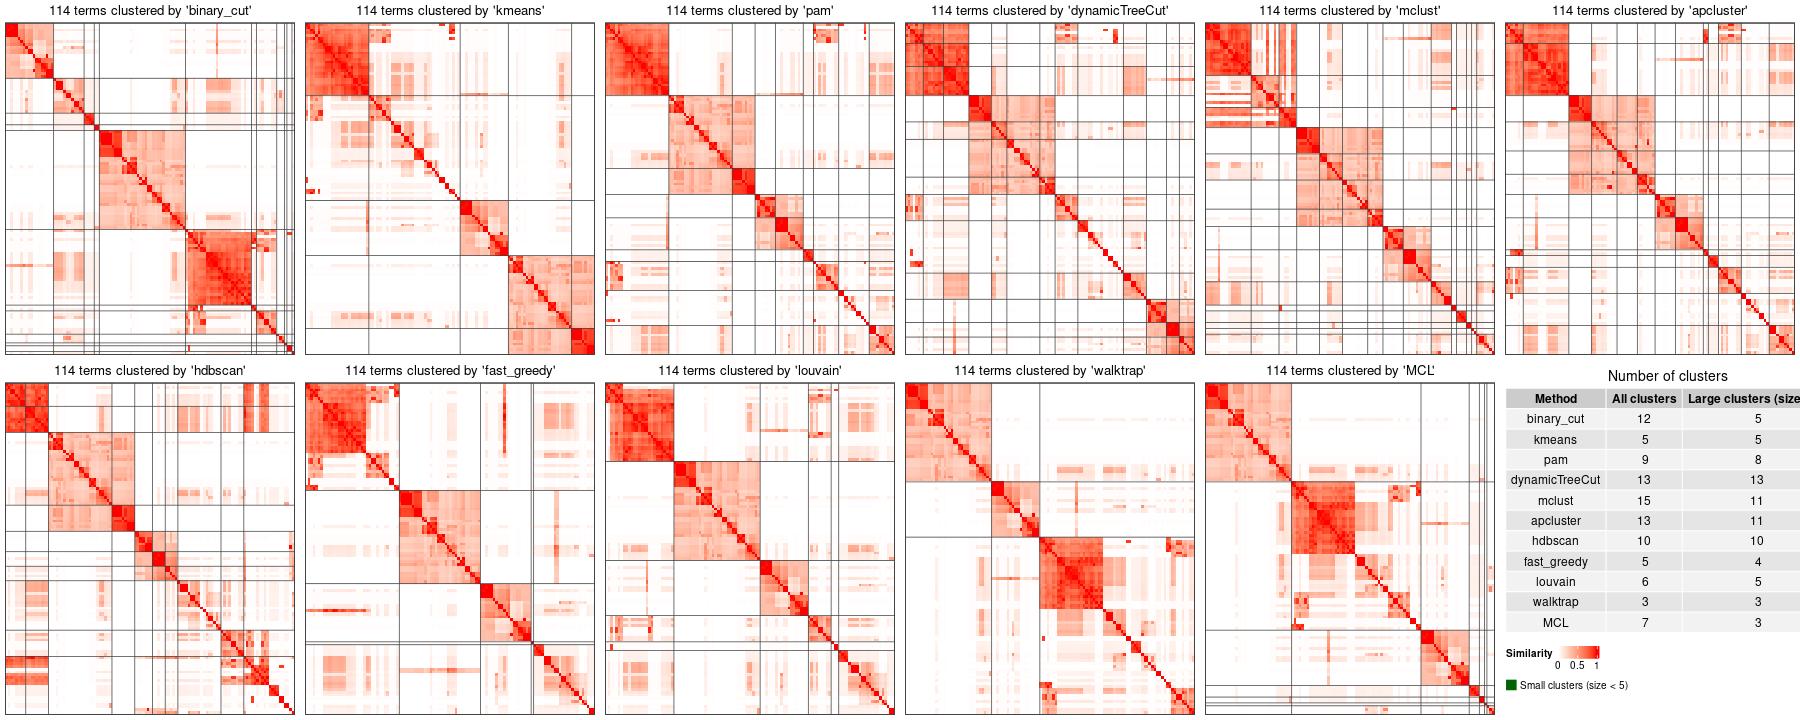 114 terms clustered by 'binary_cut'
114 terms clustered by 'kmeans'
114 terms clustered by 'pam'
114 terms clustered by 'dynamicTreeCut'
114 terms clustered by 'mclust'
114 terms clustered by 'apcluster'
114 terms clustered by 'hdbscan'
114 terms clustered by 'fast_greedy'
114 terms clustered by 'louvain'
114 terms clustered by 'walktrap'
114 terms clustered by 'MCL'
Number of clusters
Method All clusters Large clusters (size
binary_cut 12 5
kmeans 5 5
pam 9 8
dynamicTreeCut 13 13
mclust 15 11
apcluster 13 11
hdbscan 10 10
fast_greedy 5 4
louvain 6 5
walktrap 3 3
MCL 7 3
Similarity
0 0.5 1
Small clusters (size < 5)